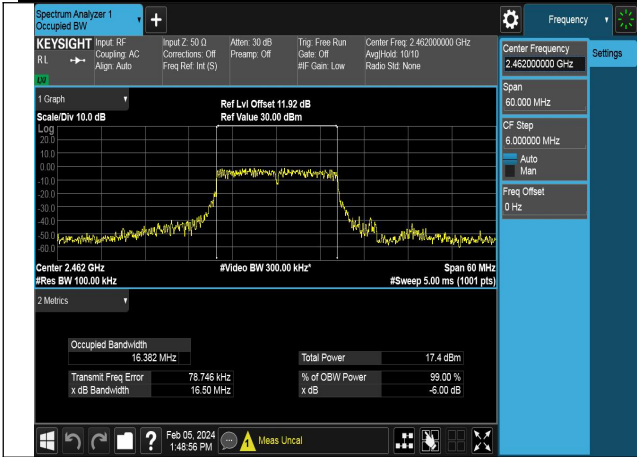 Spectrum Analyzer 1
Occupied BW
Frequency
KEYSIGHT
RL
Input: RF
Coupling: AC
Align: Auto
Input Z: 50 Ω
Corrections: Off
Freq Ref: Int (S)
Atten: 30 dB
Preamp: Off
Trig: Free Run
Gate: Off
#IF Gain: Low
Center Freq: 2.462000000 GHz
Avg|Hold: 10/10
Radio Std: None
Center Frequency
2.462000000 GHz
Settings
Span
60.000 MHz
CF Step
6.000000 MHz
Auto
Man
Freq Offset
0 Hz
1 Graph
Scale/Div 10.0 dB
Ref Lvl Offset 11.92 dB
Ref Value 30.00 dBm
Log
20.0
10.0
0.00
-10.0
-20.0
-30.0
-40.0
-50.0
-60.0
Center 2.462 GHz
#Res BW 100.00 kHz
#Video BW 300.00 kHz*
Span 60 MHz
#Sweep 5.00 ms (1001 pts)
2 Metrics
Occupied Bandwidth
16.382 MHz
Total Power 17.4 dBm
Transmit Freq Error 78.746 kHz
% of OBW Power 99.00 %
x dB Bandwidth 16.50 MHz
x dB -6.00 dB
?
Feb 05, 2024
1:48:56 PM
Meas Uncal